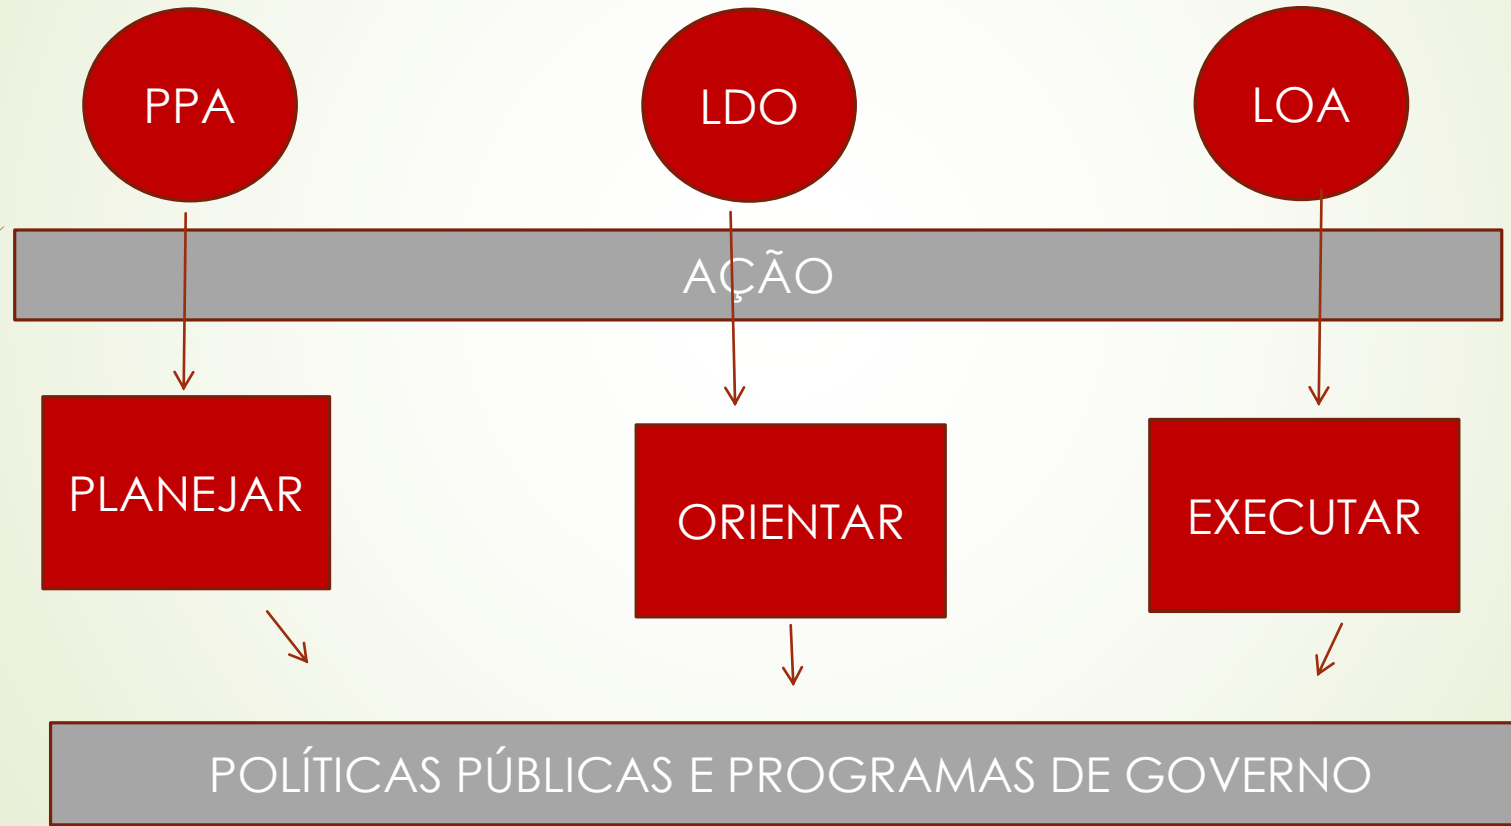 PPA
LDO
LOA
AÇÃO
PLANEJAR
ORIENTAR
EXECUTAR
POLÍTICAS PÚBLICAS E PROGRAMAS DE GOVERNO